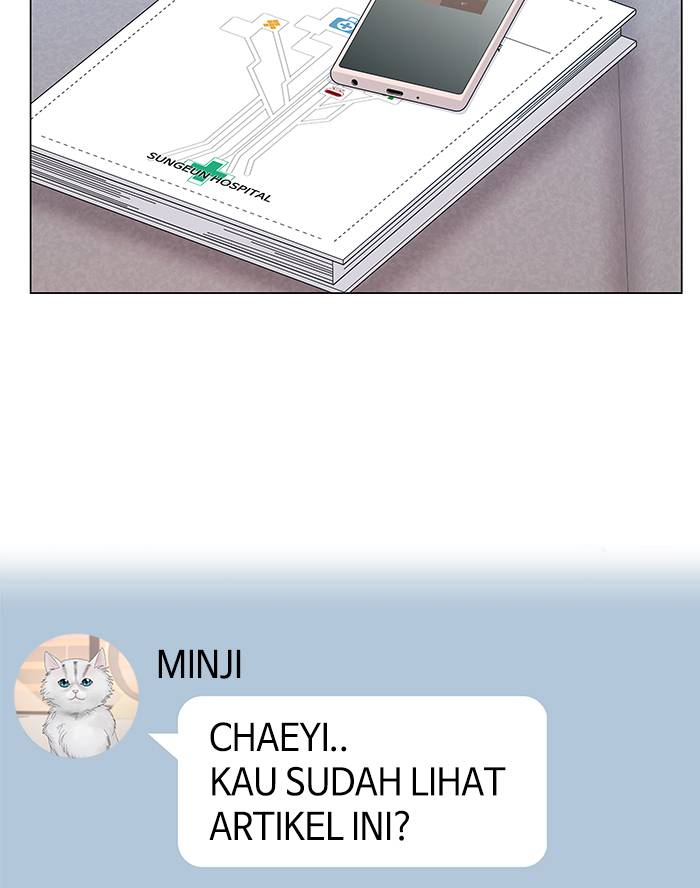 SUNGEUN HOSPITAL
MINJI
CHAEYI..
KAU SUDAH LIHAT
ARTIKEL INI?